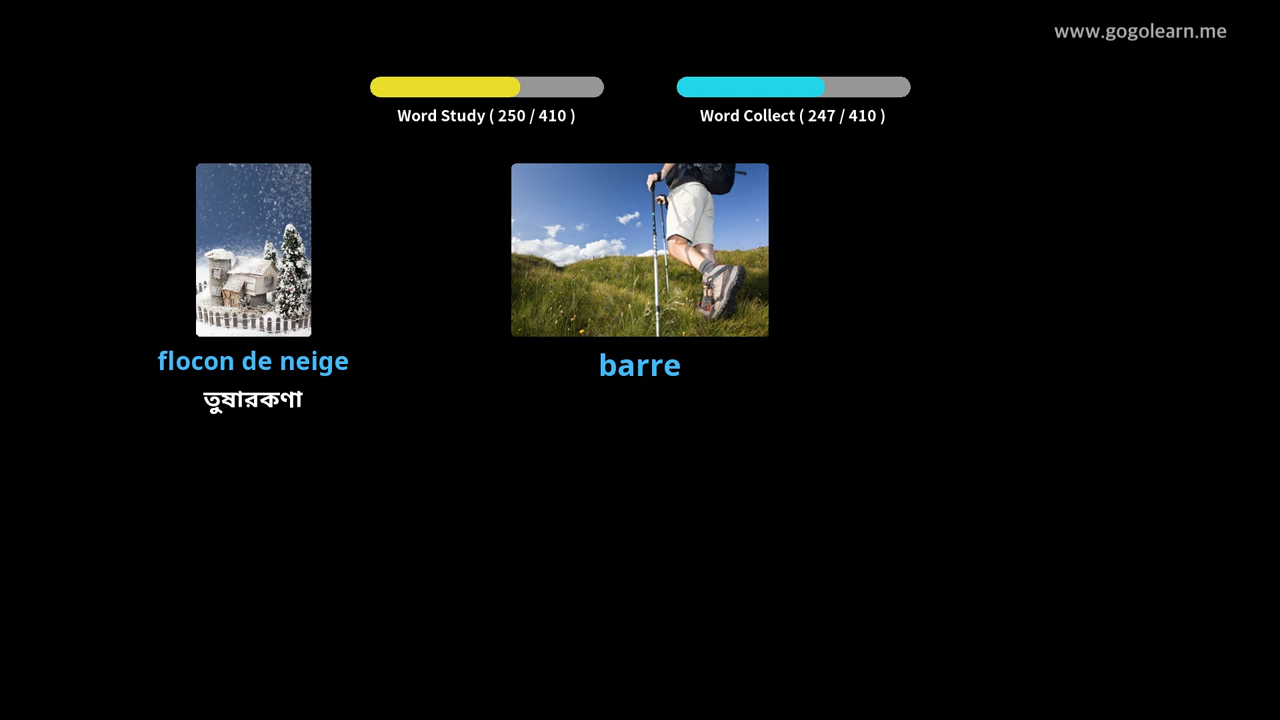 www.gogolearn.me
Word Study ( 250 / 410 )
Word Collect ( 247 / 410 )
flocon de neige
তুষারকণা
barre